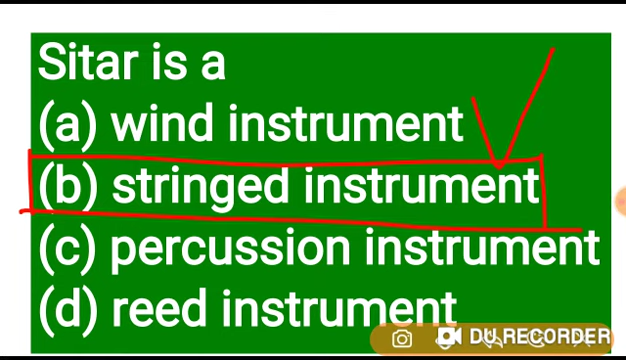 Sitar is a
(a) wind instrument
(b) stringed instrument
(c) percussion instrument
(d) reed instrument
DU RECORDER